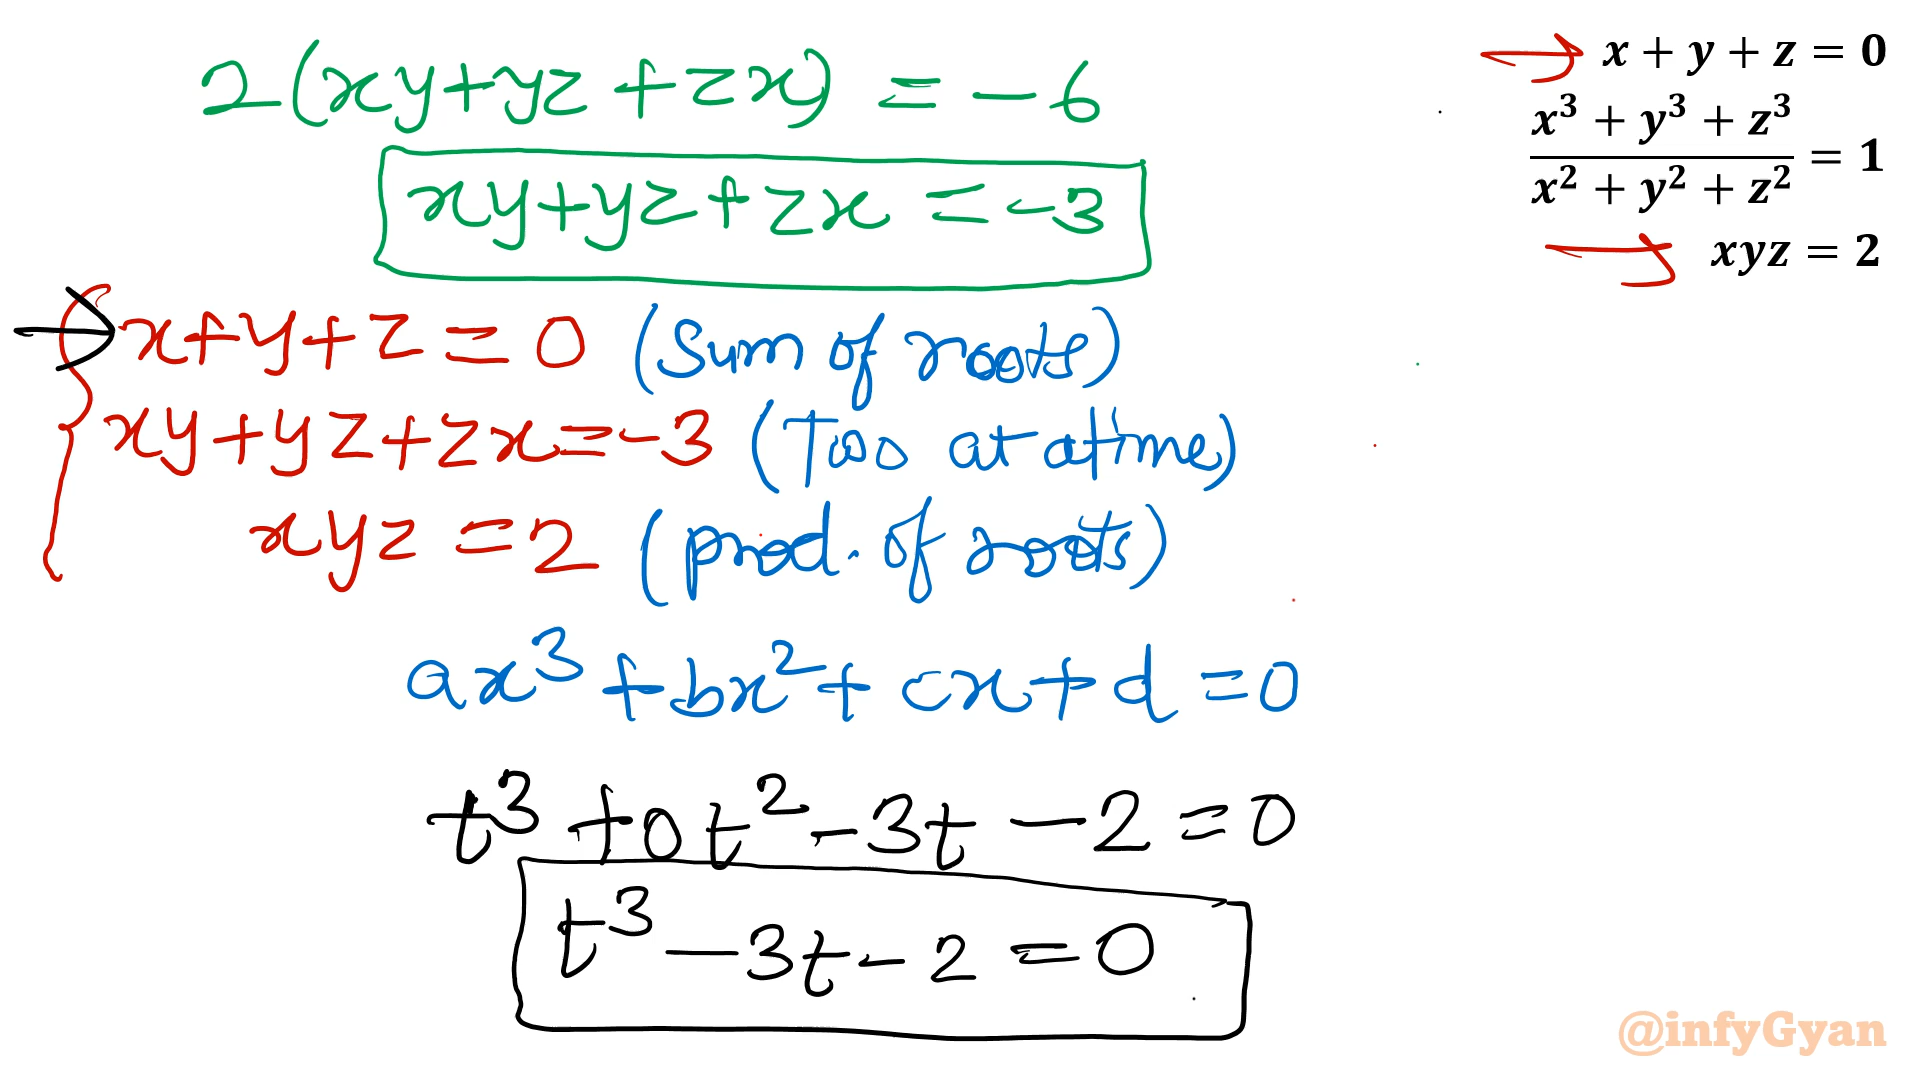 2(xy+yz+zx) = -6
xy+yz+zx = -3
x+y+z = 0 (Sum of roots)
xy+yz+zx=-3 (Two at a time)
xyz = 2 (prod. of roots)
ax³+bx²+cx+d=0
t³+0t²-3t-2=0
t³-3t-2=0
x + y + z = 0
x³ + y³ + z³
x² + y² + z²
= 1
xyz = 2
@infyGyan